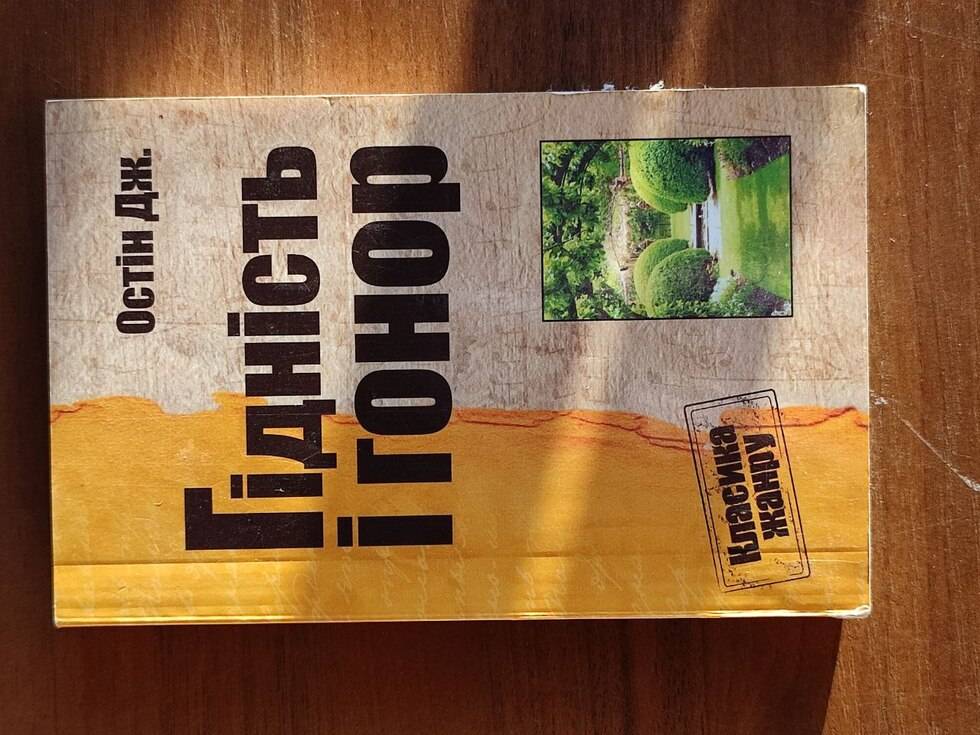 Остін Дж.
Гідність
і гонор
Класика
жанру